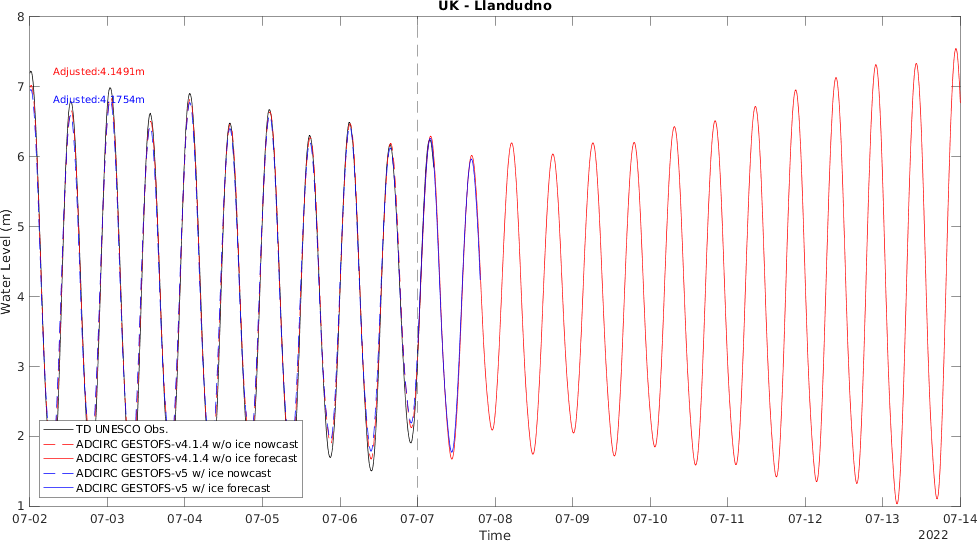 UK - Llandudno
8
7
6
5
4
3
2
1
Water Level (m)
Adjusted:4.1491m
Adjusted:4.1754m
TD UNESCO Obs.
ADCIRC GESTOFS-v4.1.4 w/o ice nowcast
ADCIRC GESTOFS-v4.1.4 w/o ice forecast
ADCIRC GESTOFS-v5 w/ ice nowcast
ADCIRC GESTOFS-v5 w/ ice forecast
07-02 07-03 07-04 07-05 07-06 07-07 07-08 07-09 07-10 07-11 07-12 07-13 07-14
Time
2022